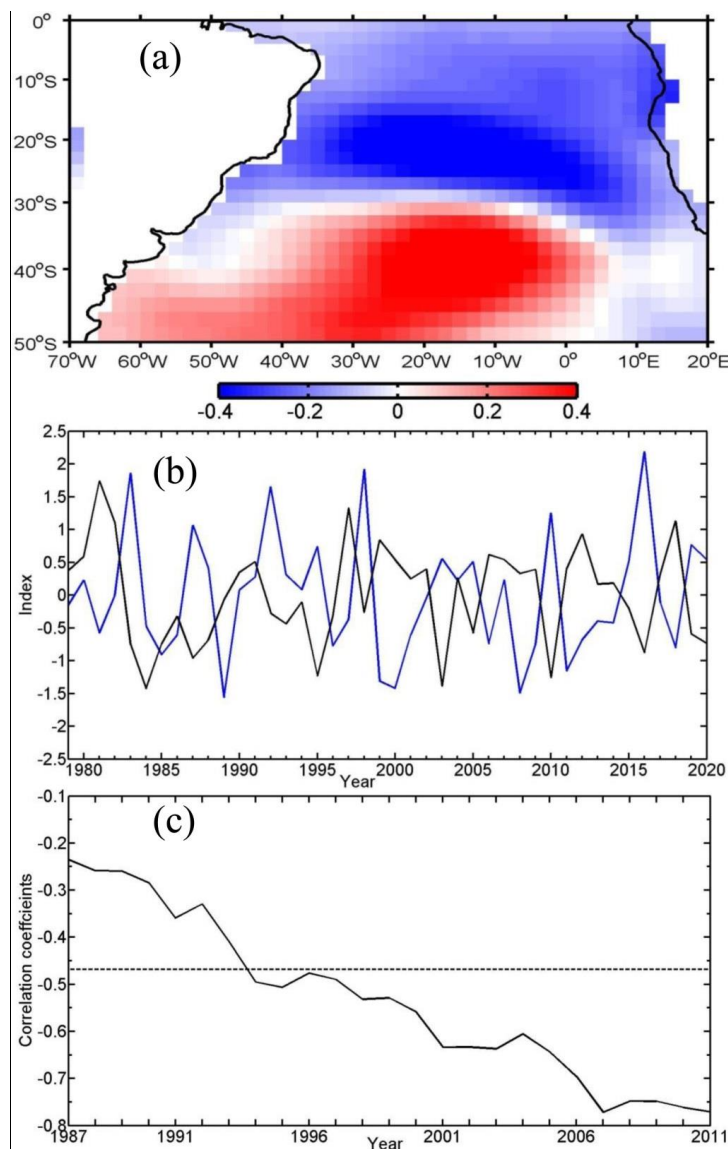 (a)
0°
10°S
20°S
30°S
40°S
50°S
70°W 60°W 50°W 40°W 30°W 20°W 10°W 0° 10°E 20°E
-0.4 -0.2 0 0.2 0.4
(b)
2.5
2
1.5
1
0.5
0
-0.5
-1
-1.5
-2
-2.5
Index
1980 1985 1990 1995 2000 2005 2010 2015 2020
Year
(c)
-0.1
-0.2
-0.3
-0.4
-0.5
-0.6
-0.7
-0.8
Correlation coeffcieints
1987 1991 1996 2001 2006 2011
Year